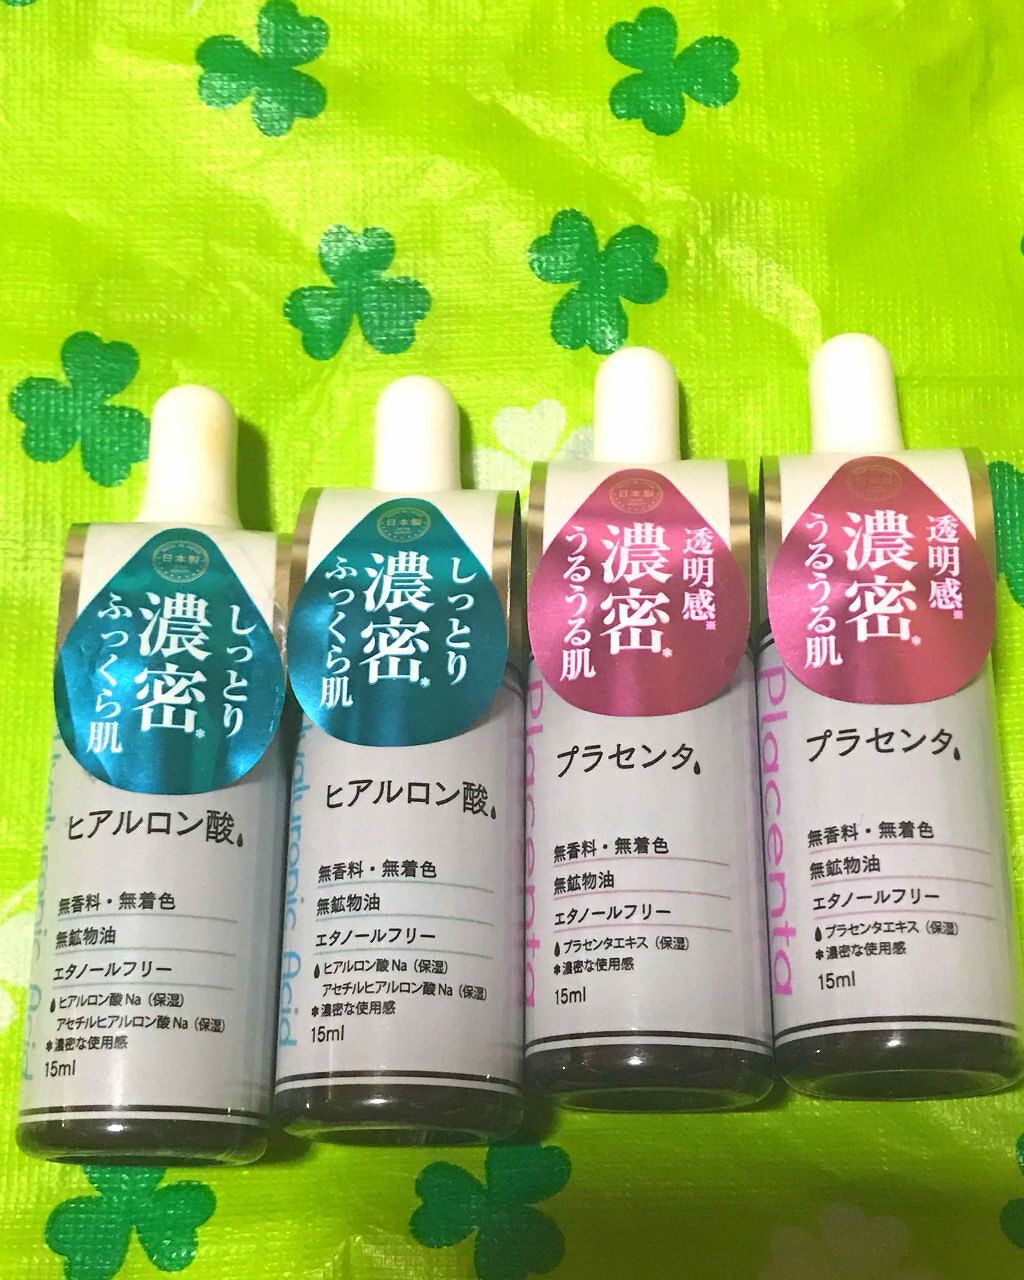 日本製
しっとり
濃密*
ふっくら肌
ヒアルロン酸
無香料・無着色
無鉱物油
エタノールフリー
ヒアルロン酸Na（保湿）
アセチルヒアルロン酸Na（保湿）
*濃密な使用感
15ml
日本製
しっとり
濃密*
ふっくら肌
ヒアルロン酸
無香料・無着色
無鉱物油
エタノールフリー
ヒアルロン酸Na（保湿）
アセチルヒアルロン酸Na（保湿）
*濃密な使用感
15ml
Hyaluronic Acid
日本製
透明感※
濃密*
うるうる肌
プラセンタ
無香料・無着色
無鉱物油
エタノールフリー
プラセンタエキス（保湿）
*濃密な使用感
15ml
Placenta
日本製
透明感※
濃密*
うるうる肌
プラセンタ
無香料・無着色
無鉱物油
エタノールフリー
プラセンタエキス（保湿）
*濃密な使用感
15ml
Placenta